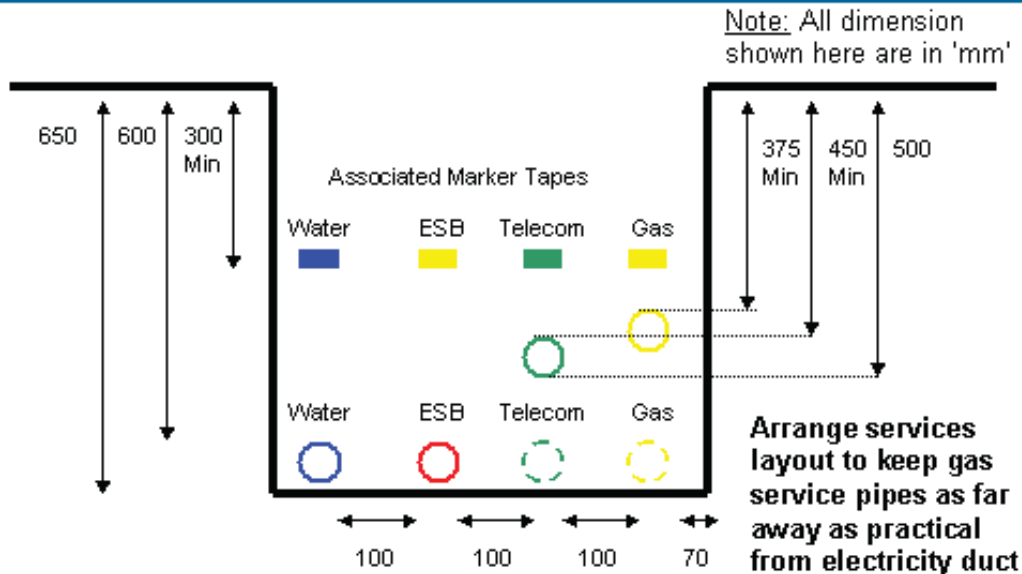 Note: All dimension
shown here are in 'mm'
650
600
300
Min
375
Min
450
Min
500
Associated Marker Tapes
Water ESB Telecom Gas
Water ESB Telecom Gas
Arrange services
layout to keep gas
service pipes as far
away as practical
from electricity duct
100 100 100 70